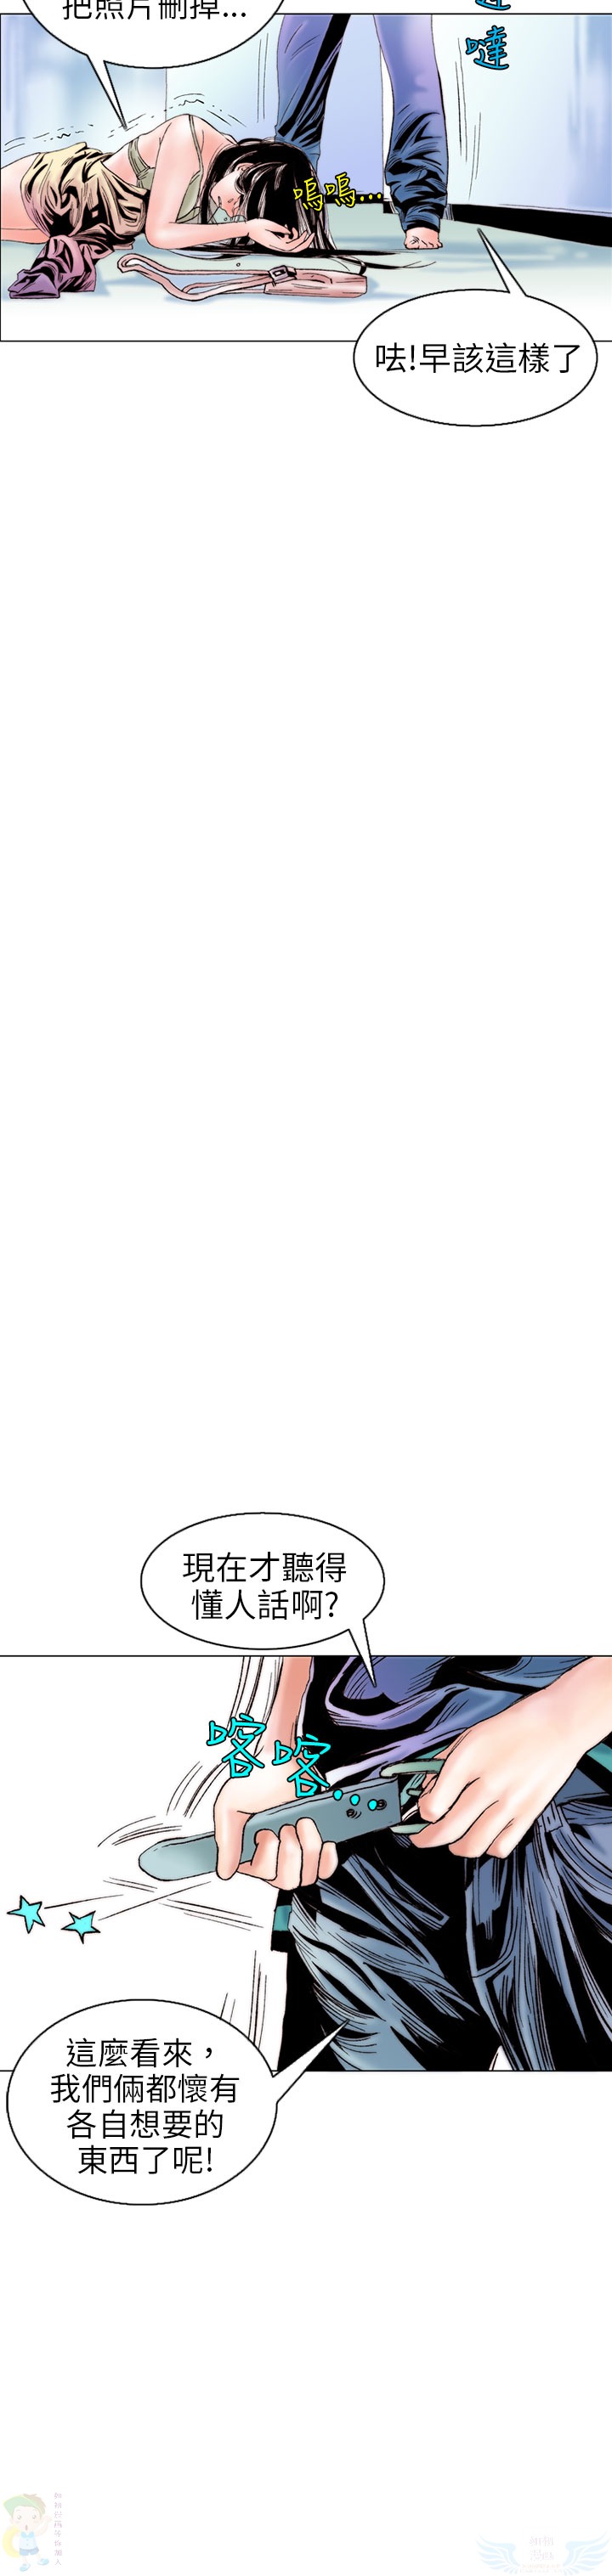 把照片刪掉...
噠
噠
嗚嗚...
呿!早該這樣了
現在才聽得
懂人話啊?
喀喀...
這麼看來，
我們倆都懷有
各自想要的
東西了呢!